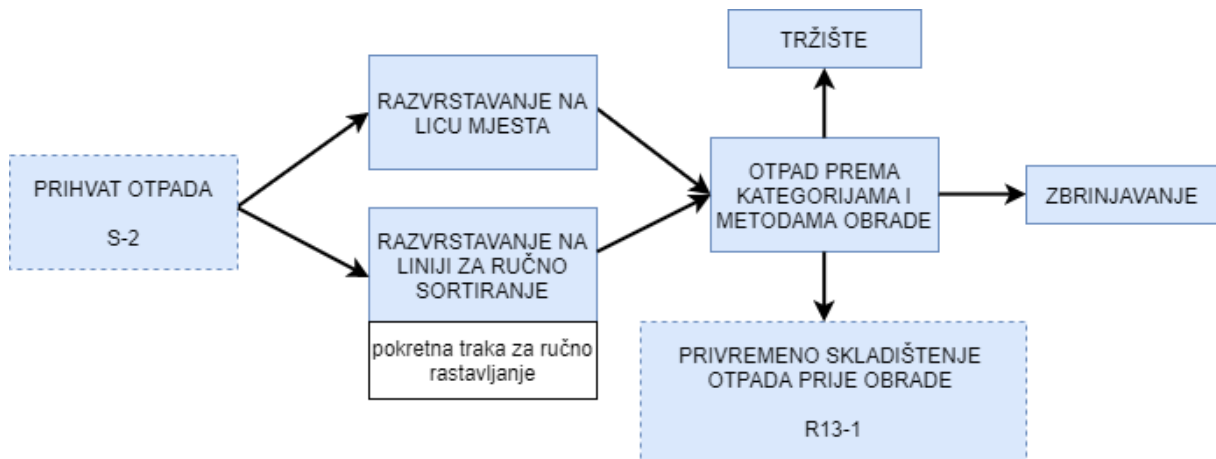 PRIHVAT OTPADA
S-2
RAZVRSTAVANJE NA
LICU MJESTA
RAZVRSTAVANJE NA
LINIJI ZA RUČNO
SORTIRANJE
pokretna traka za ručno
rastavljanje
TRŽIŠTE
OTPAD PREMA
KATEGORIJAMA I
METODAMA OBRADE
ZBRINJAVANJE
PRIVREMENO SKLADIŠTENJE
OTPADA PRIJE OBRADE
R13-1